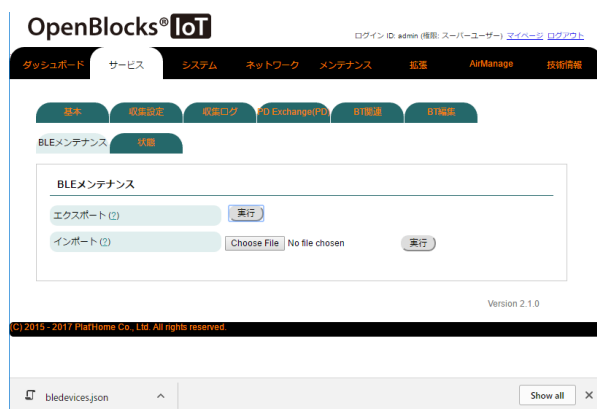 OpenBlocks® IoT
ログイン ID: admin (権限: スーパーユーザー) マイページ ログアウト
ダッシュボード サービス システム ネットワーク メンテナンス 拡張 AirManage 技術情報
基本 収集設定 収集ログ PD Exchange(PD) BT関連 BT編集
BLEメンテナンス 状態
BLEメンテナンス
エクスポート (?) 実行
インポート (?) Choose File No file chosen 実行
Version 2.1.0
(C) 2015 - 2017 Plat'Home Co., Ltd. All rights reserved.
bledevices.json Show all